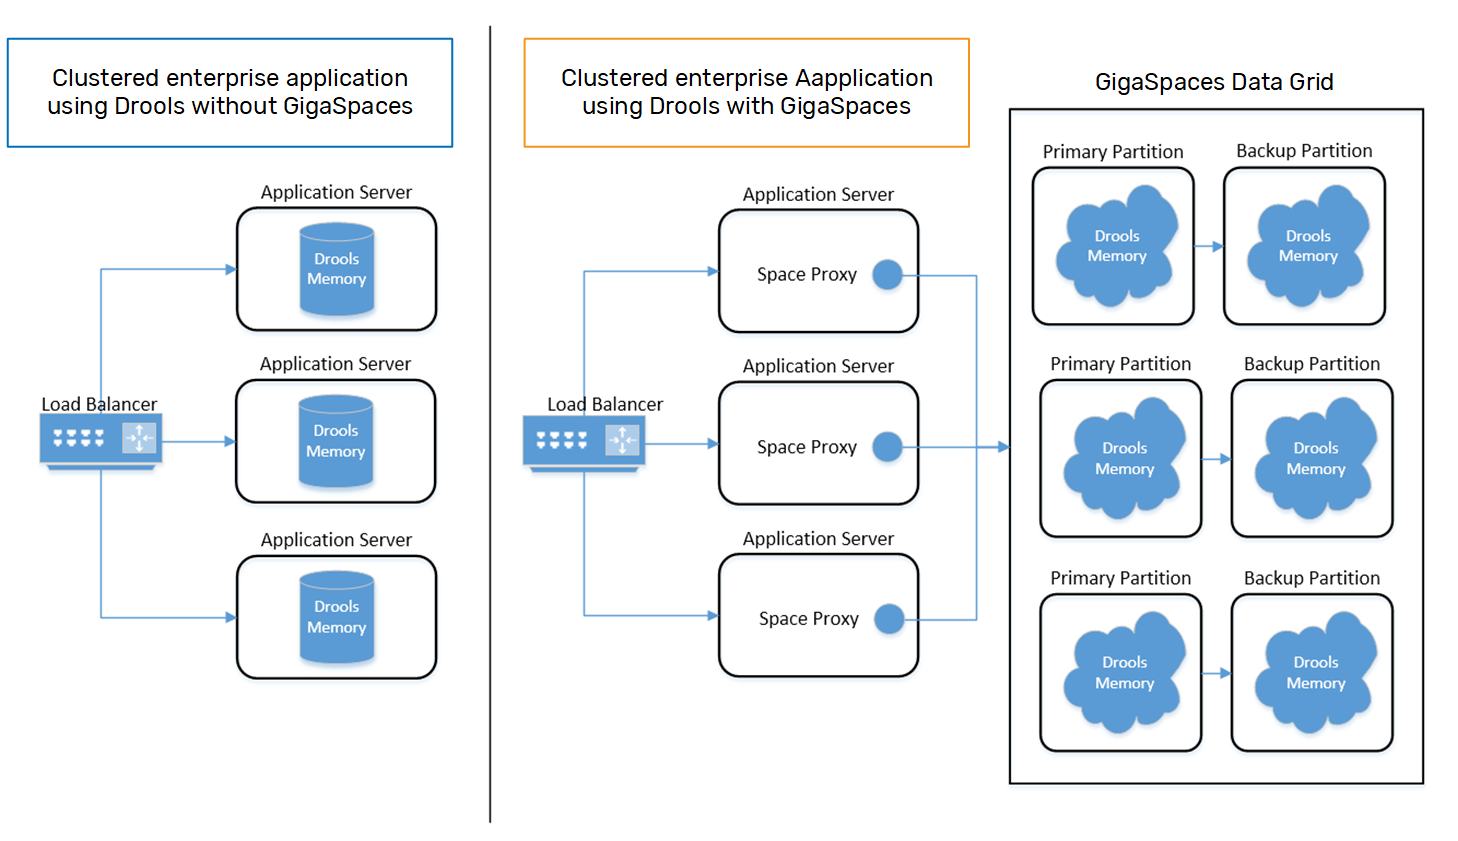 Clustered enterprise application
using Drools without GigaSpaces
Application Server
Drools
Memory
Application Server
Load Balancer
Drools
Memory
Application Server
Drools
Memory
Clustered enterprise Aapplication
using Drools with GigaSpaces
Application Server
Space Proxy
Application Server
Load Balancer
Space Proxy
Application Server
Space Proxy
GigaSpaces Data Grid
Primary Partition
Backup Partition
Drools
Memory
Drools
Memory
Primary Partition
Backup Partition
Drools
Memory
Drools
Memory
Primary Partition
Backup Partition
Drools
Memory
Drools
Memory